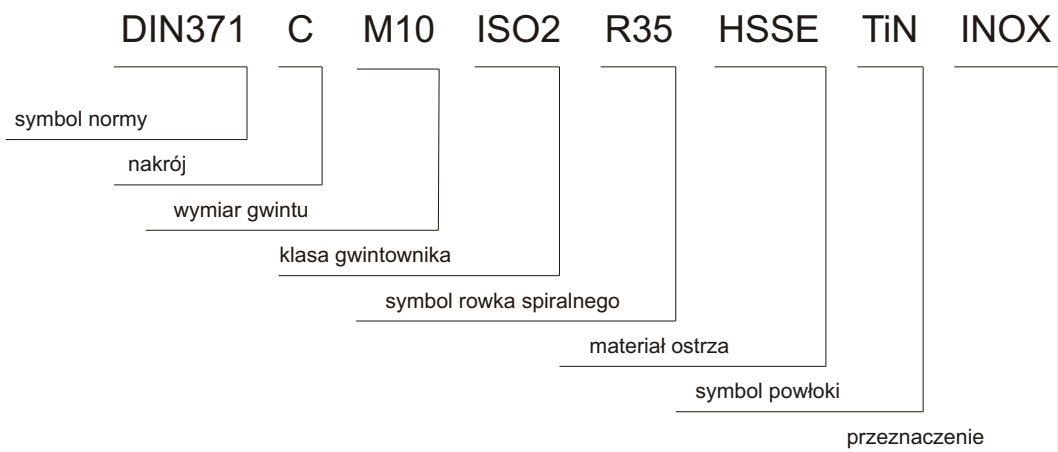 DIN371 C M10 ISO2 R35 HSSE TiN INOX
symbol normy
nakrój
wymiar gwintu
klasa gwintownika
symbol rowka spiralnego
materiał ostrza
symbol powłoki
przeznaczenie